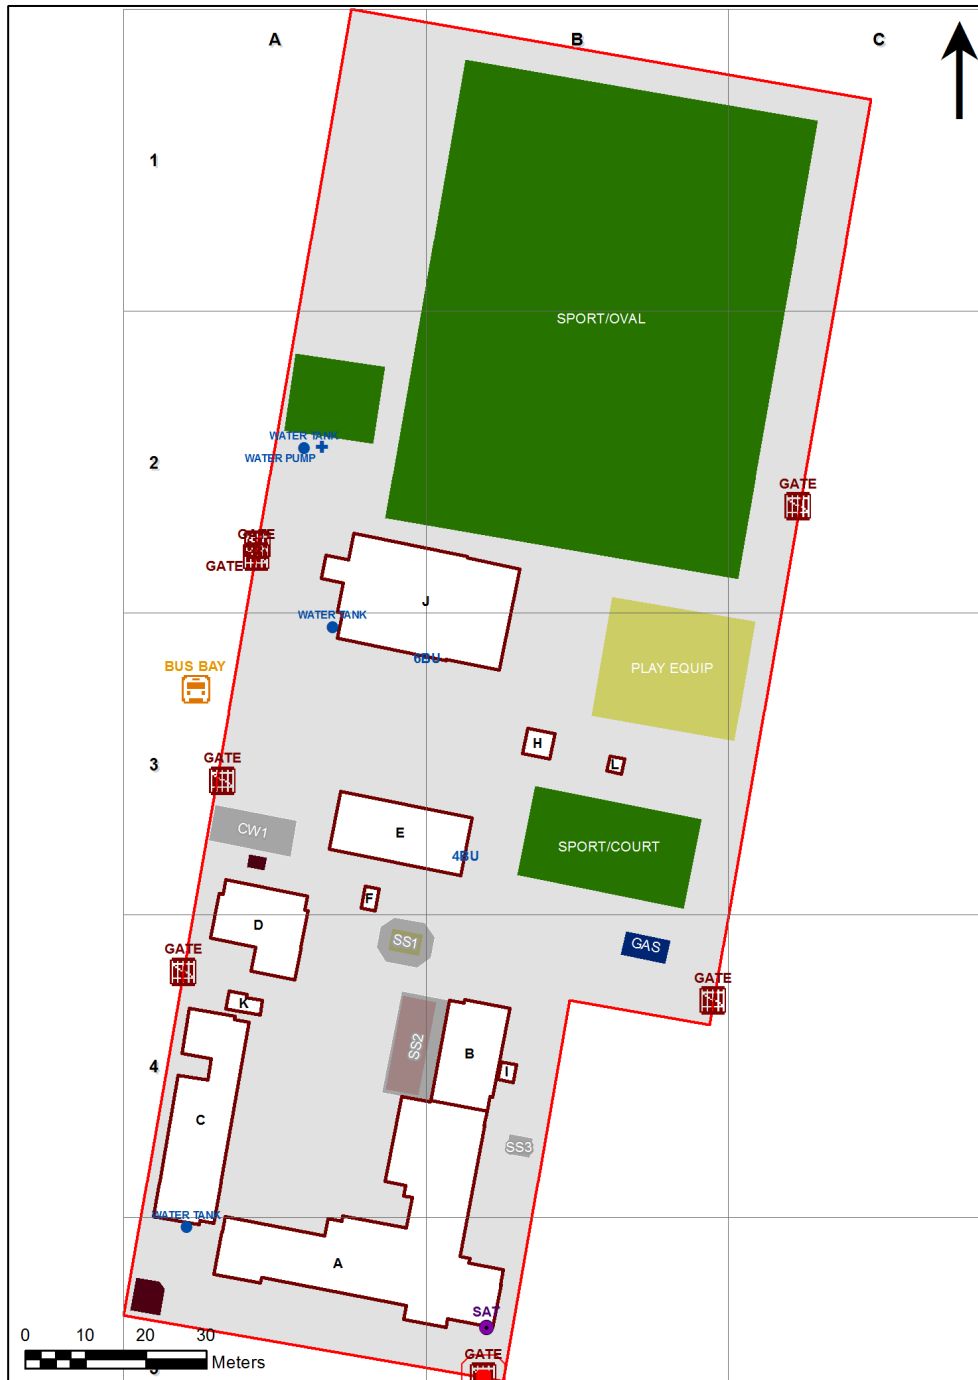 A
B
C
1
SPORT/OVAL
WATER TANK
WATER PUMP
2
GATE
GATE
GATE
J
WATER TANK
6BU
BUS BAY
PLAY EQUIP
H
GATE
3
L
CW1
E
SPORT/COURT
4BU
F
D
SS1
GAS
GATE
GATE
K
SS2
B
4
I
C
SS3
WATER TANK
A
SAT
0 10 20 30
Meters
GATE
5